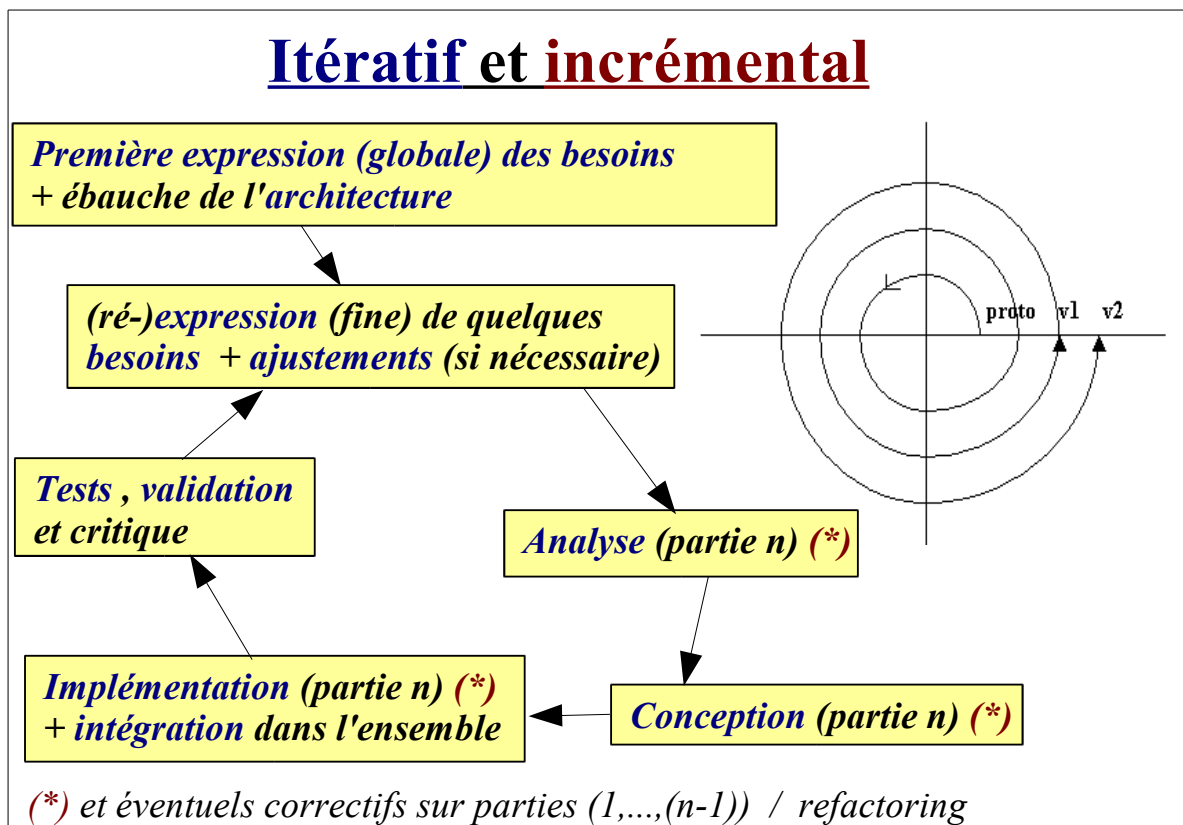 Itératif et incrémental
Première expression (globale) des besoins
+ ébauche de l'architecture
(ré-)expression (fine) de quelques
besoins + ajustements (si nécessaire)
proto v1 v2
Tests , validation
et critique
Analyse (partie n) (*)
Implémentation (partie n) (*)
+ intégration dans l'ensemble
Conception (partie n) (*)
(*) et éventuels correctifs sur parties (1,...,(n-1)) / refactoring